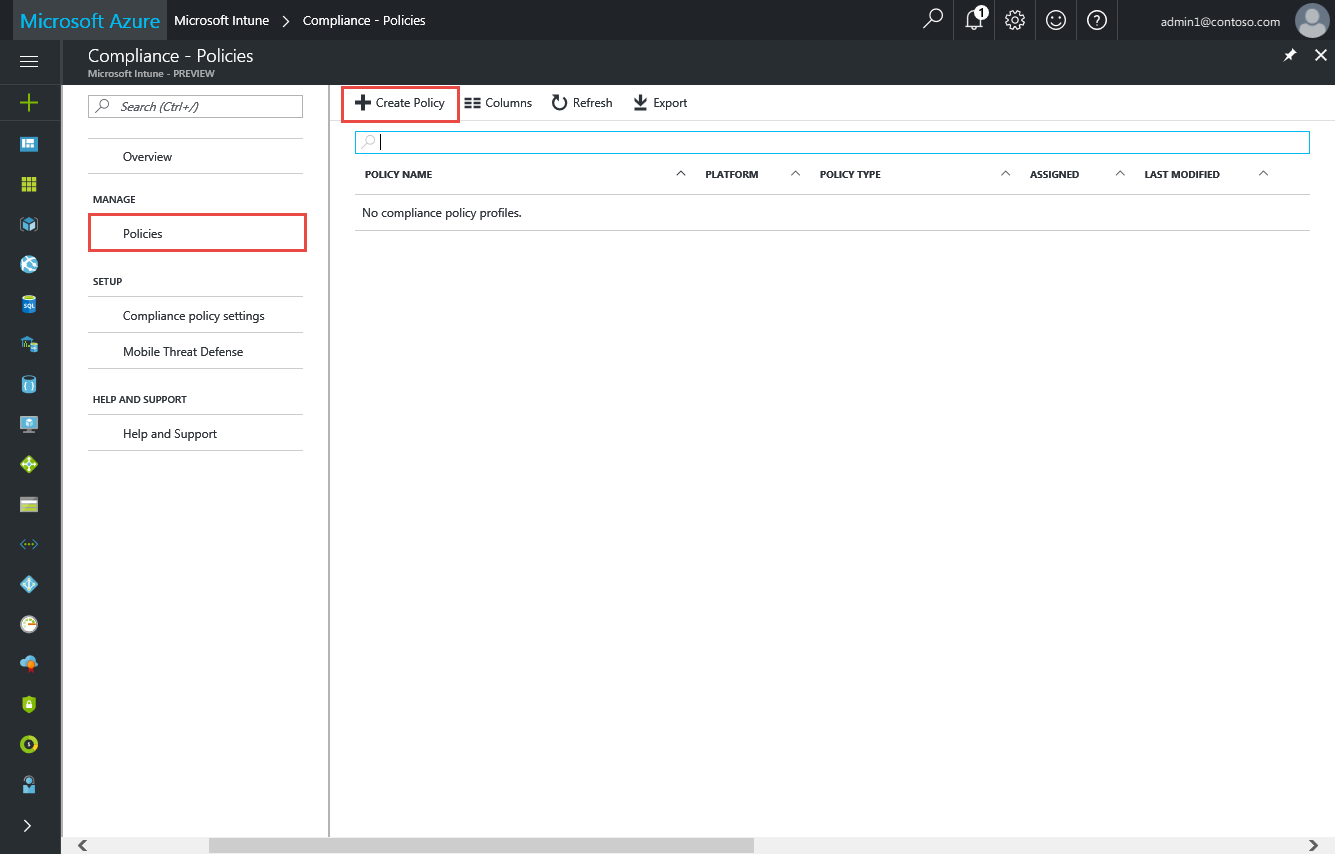 Microsoft Azure Microsoft Intune > Compliance - Policies 1 admin1@contoso.com
Compliance - Policies
Microsoft Intune - PREVIEW
Search (Ctrl+/)
Overview
MANAGE
Policies
SETUP
Compliance policy settings
Mobile Threat Defense
HELP AND SUPPORT
Help and Support
Create Policy Columns Refresh Export
POLICY NAME PLATFORM POLICY TYPE ASSIGNED LAST MODIFIED
No compliance policy profiles.
SQL